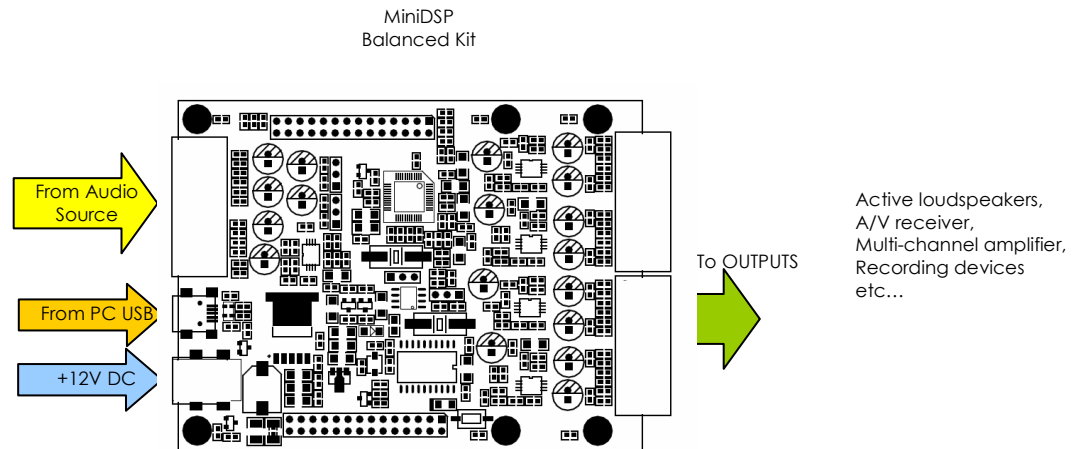 MiniDSP
Balanced Kit
From Audio
Source
From PC USB
+12V DC
To OUTPUTS
Active loudspeakers,
A/V receiver,
Multi-channel amplifier,
Recording devices
etc…